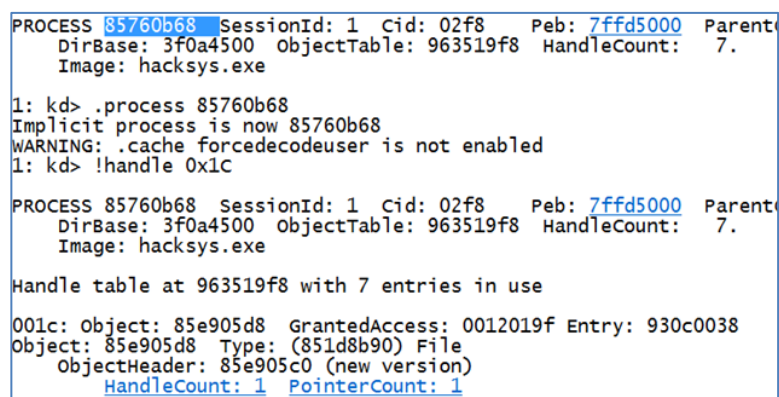 PROCESS 85760b68  SessionId: 1  Cid: 02f8    Peb: 7ffd5000  Parent
    DirBase: 3f0a4500  ObjectTable: 963519f8  HandleCount:   7.
    Image: hacksys.exe

1: kd> .process 85760b68
Implicit process is now 85760b68
WARNING: .cache forcedecodeuser is not enabled
1: kd> !handle 0x1C

PROCESS 85760b68  SessionId: 1  Cid: 02f8    Peb: 7ffd5000  Parent
    DirBase: 3f0a4500  ObjectTable: 963519f8  HandleCount:   7.
    Image: hacksys.exe

Handle table at 963519f8 with 7 entries in use

001c: Object: 85e905d8  GrantedAccess: 0012019f Entry: 930c0038
Object: 85e905d8  Type: (851d8b90) File
    ObjectHeader: 85e905c0 (new version)
        HandleCount: 1  PointerCount: 1